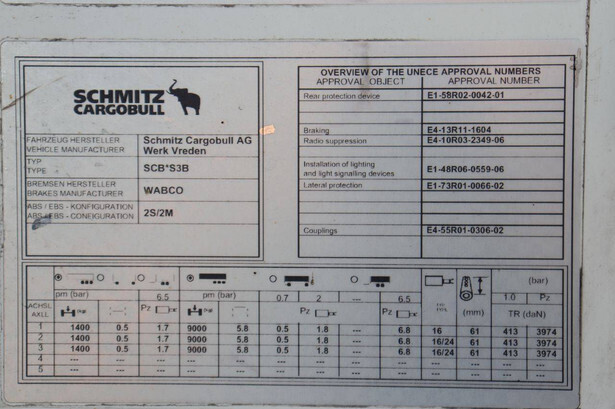 SCHMITZ
CARGOBULL
FAHRZEUG HERSTELLER
VEHICLE MANUFACTURER
Schmitz Cargobull AG
Werk Vreden
TYP
TYPE
SCB*S3B
BREMSEN HERSTELLER
BRAKES MANUFACTURER
WABCO
ABS / EBS - KONFIGURATION
ABS / EBS - CONFIGURATION
2S/2M
OVERVIEW OF THE UNECE APPROVAL NUMBERS
APPROVAL OBJECT APPROVAL NUMBER
Rear protection device E1-58R02-0042-01
Braking E4-13R11-1604
Radio suppression E4-10R03-2349-06
Installation of lighting
and light signalling devices E1-48R06-0559-06
Lateral protection E1-73R01-0066-02
Couplings E4-55R01-0306-02
(bar)
pm (bar) 6.5 pm (bar) 0.7 2 --- 6.5 1.0 Pz
ACHSE
AXLE
Pz Pz (mm) TR (daN)
1 1400 0.5 1.7 9000 5.8 0.5 1.8 --- 6.8 16 61 413 3974
2 1400 0.5 1.7 9000 5.8 0.5 1.8 --- 6.8 16/24 61 413 3974
3 1400 0.5 1.7 9000 5.8 0.5 1.8 --- 6.8 16/24 61 413 3974
4 --- --- --- --- --- --- --- --- --- --- --- --- ---
5 --- --- --- --- --- --- --- --- --- --- --- --- ---